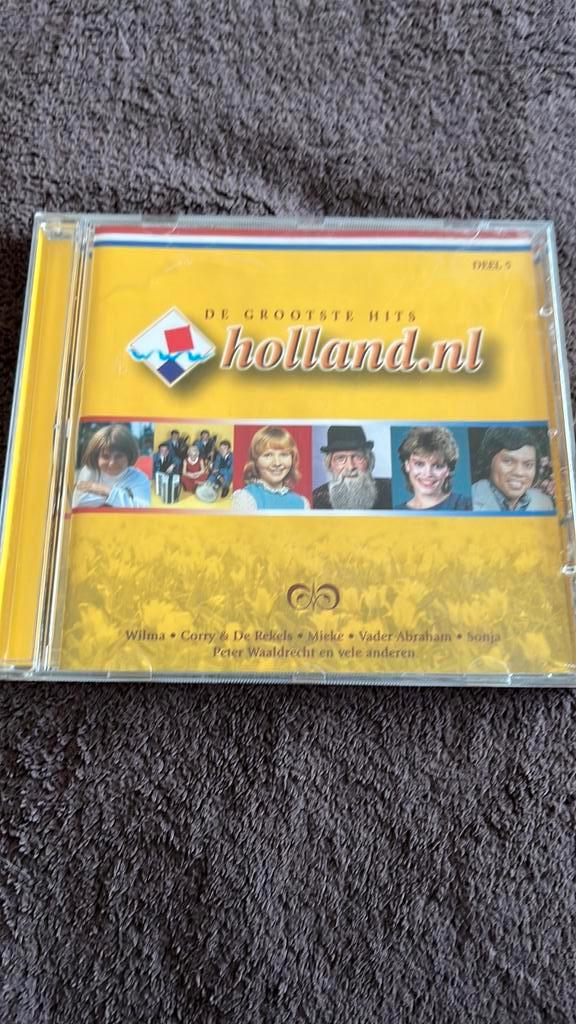 DEEL 5
DE GROOTSTE HITS
www
holland.nl
Wilma • Corry & De Rekels • Mieke • Vader Abraham • Sonja
Peter Waaldrecht en vele anderen